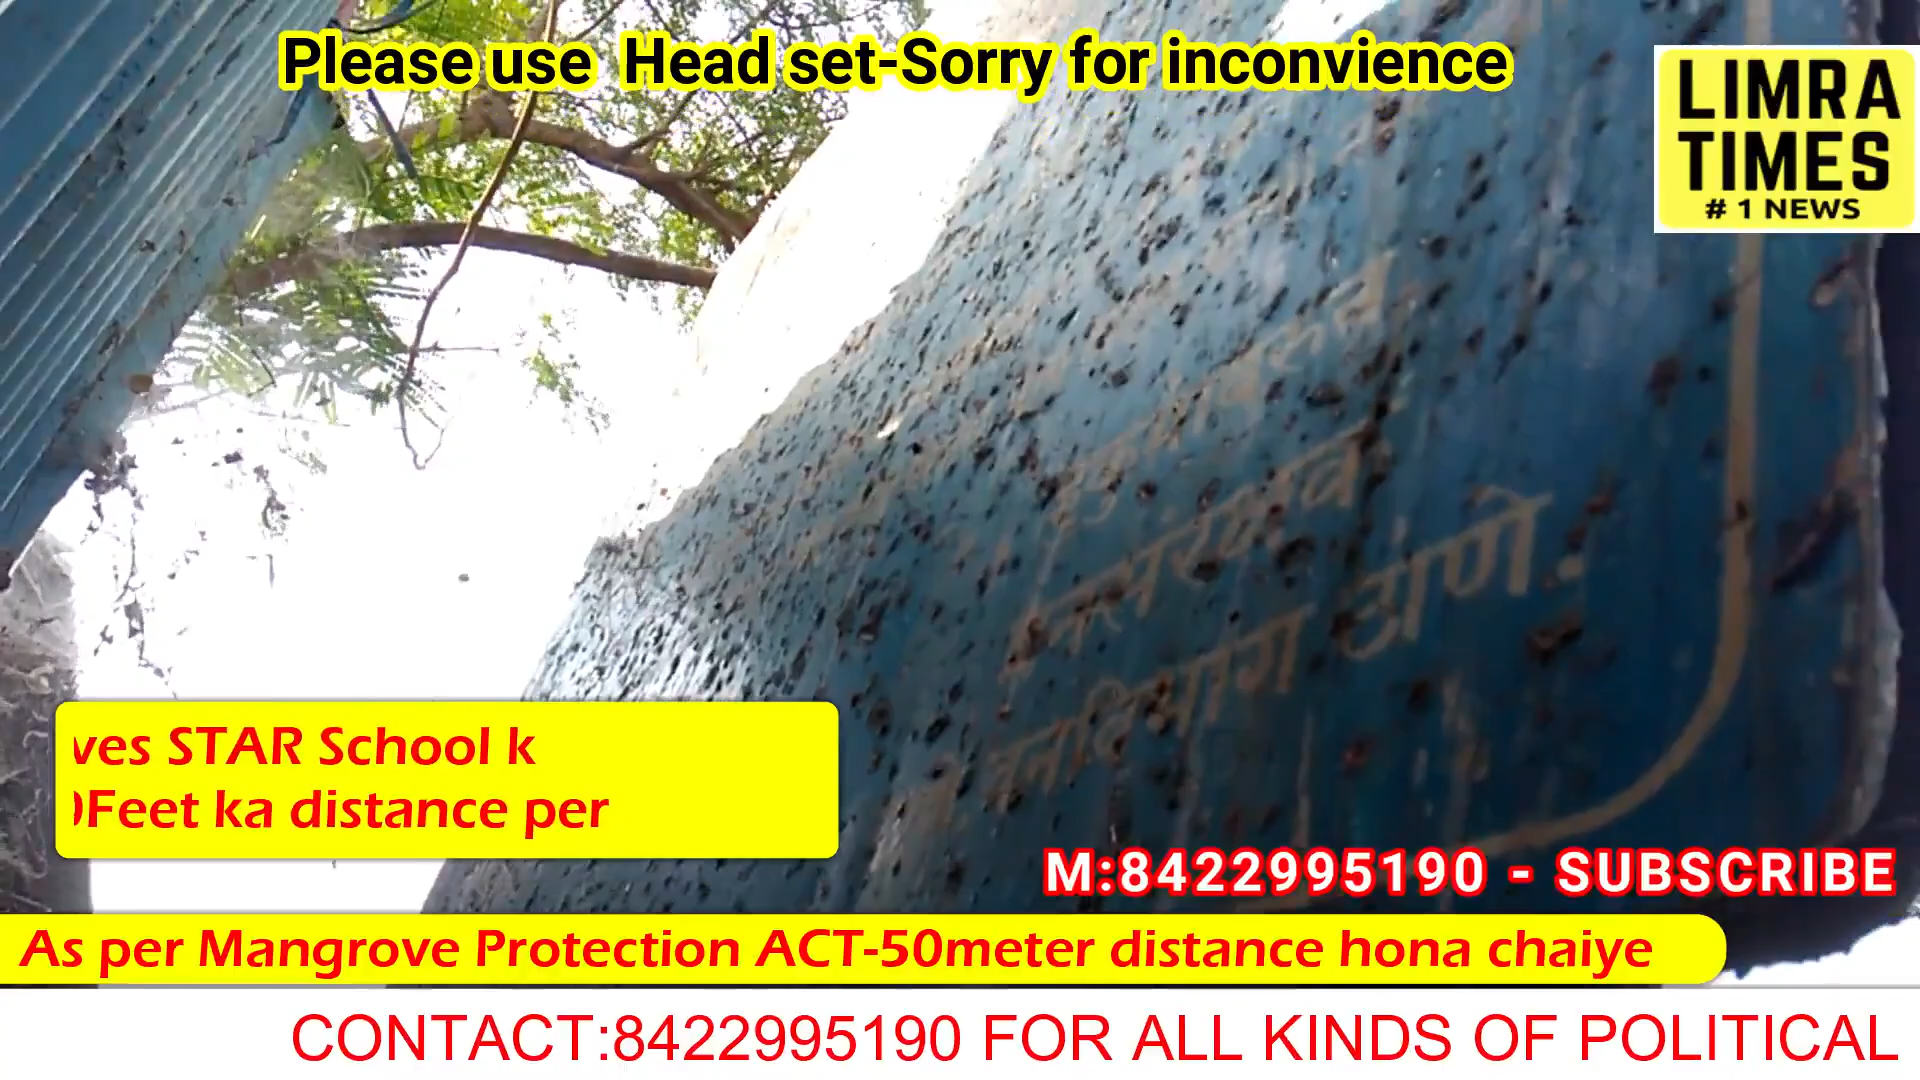 Please use Head set-Sorry for inconvience
LIMRA
TIMES
# 1 NEWS
वनविभाग ठाणे.
ves STAR School k
Feet ka distance per
M:8422995190 - SUBSCRIBE
As per Mangrove Protection ACT-50meter distance hona chaiye
CONTACT:8422995190 FOR ALL KINDS OF POLITICAL